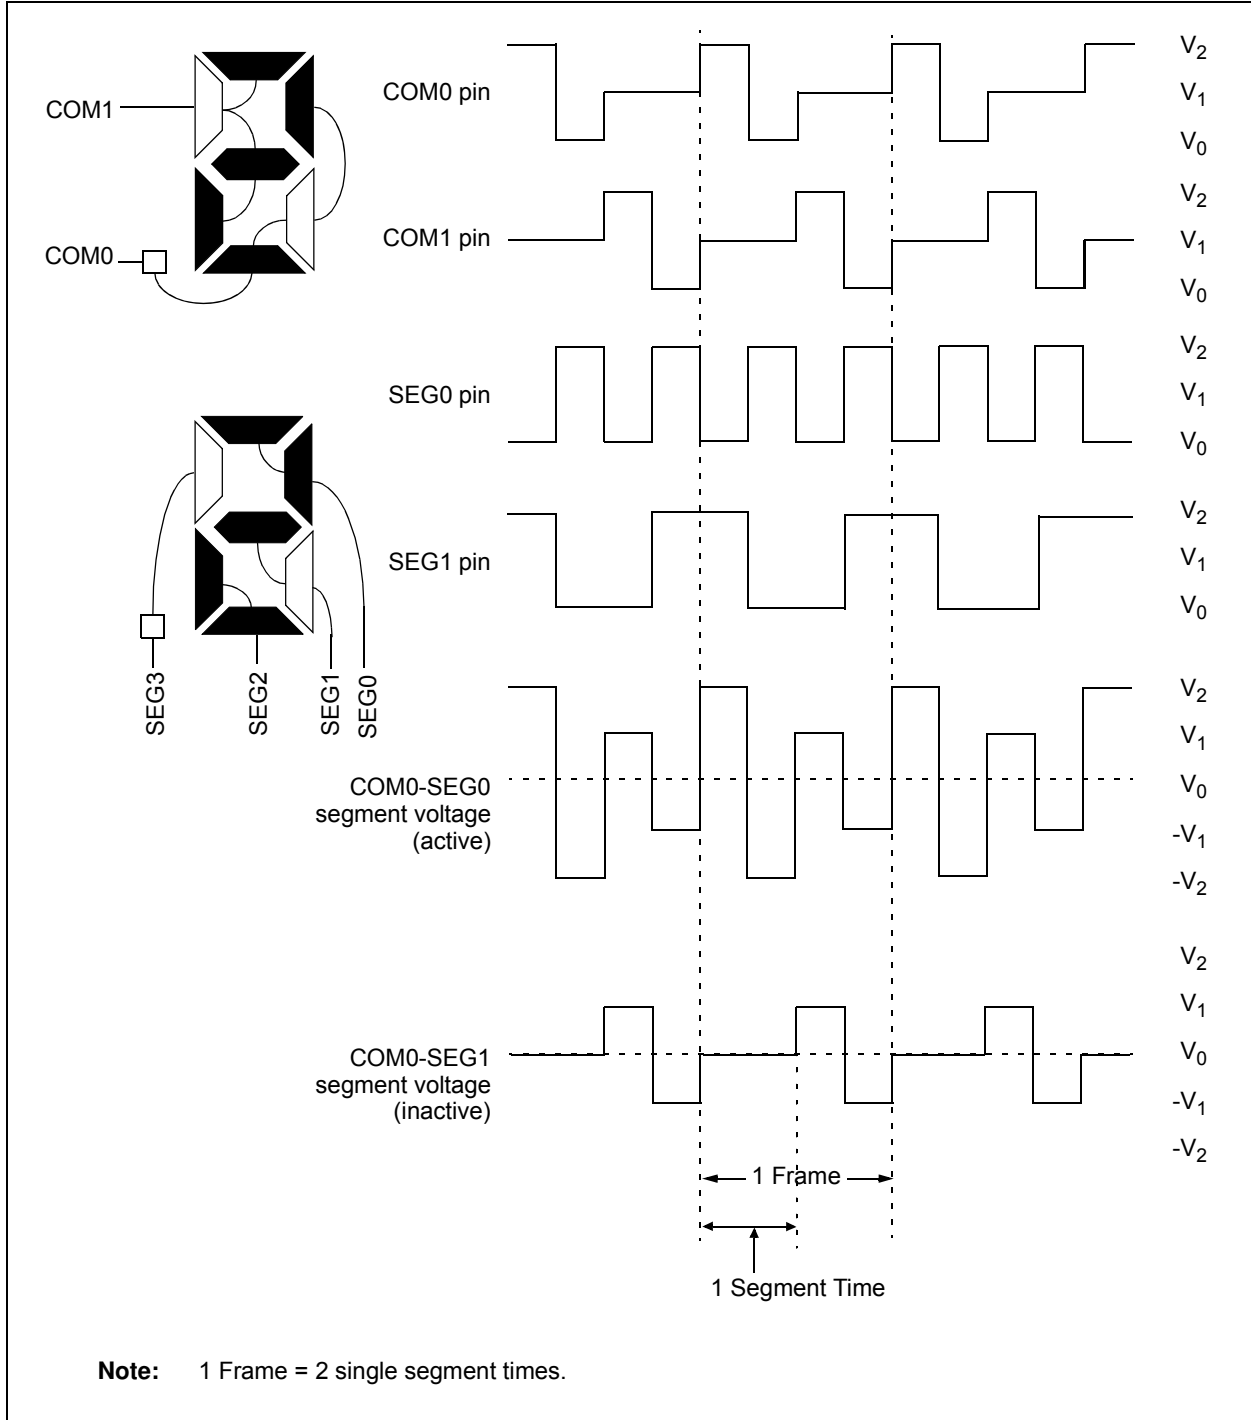 COM1
COM0
SEG3
SEG2
SEG1
SEG0
COM0 pin
V2
V1
V0
COM1 pin
V2
V1
V0
SEG0 pin
V2
V1
V0
SEG1 pin
V2
V1
V0
COM0-SEG0
segment voltage
(active)
V2
V1
V0
-V1
-V2
COM0-SEG1
segment voltage
(inactive)
V2
V1
V0
-V1
-V2
1 Frame
1 Segment Time
Note: 1 Frame = 2 single segment times.